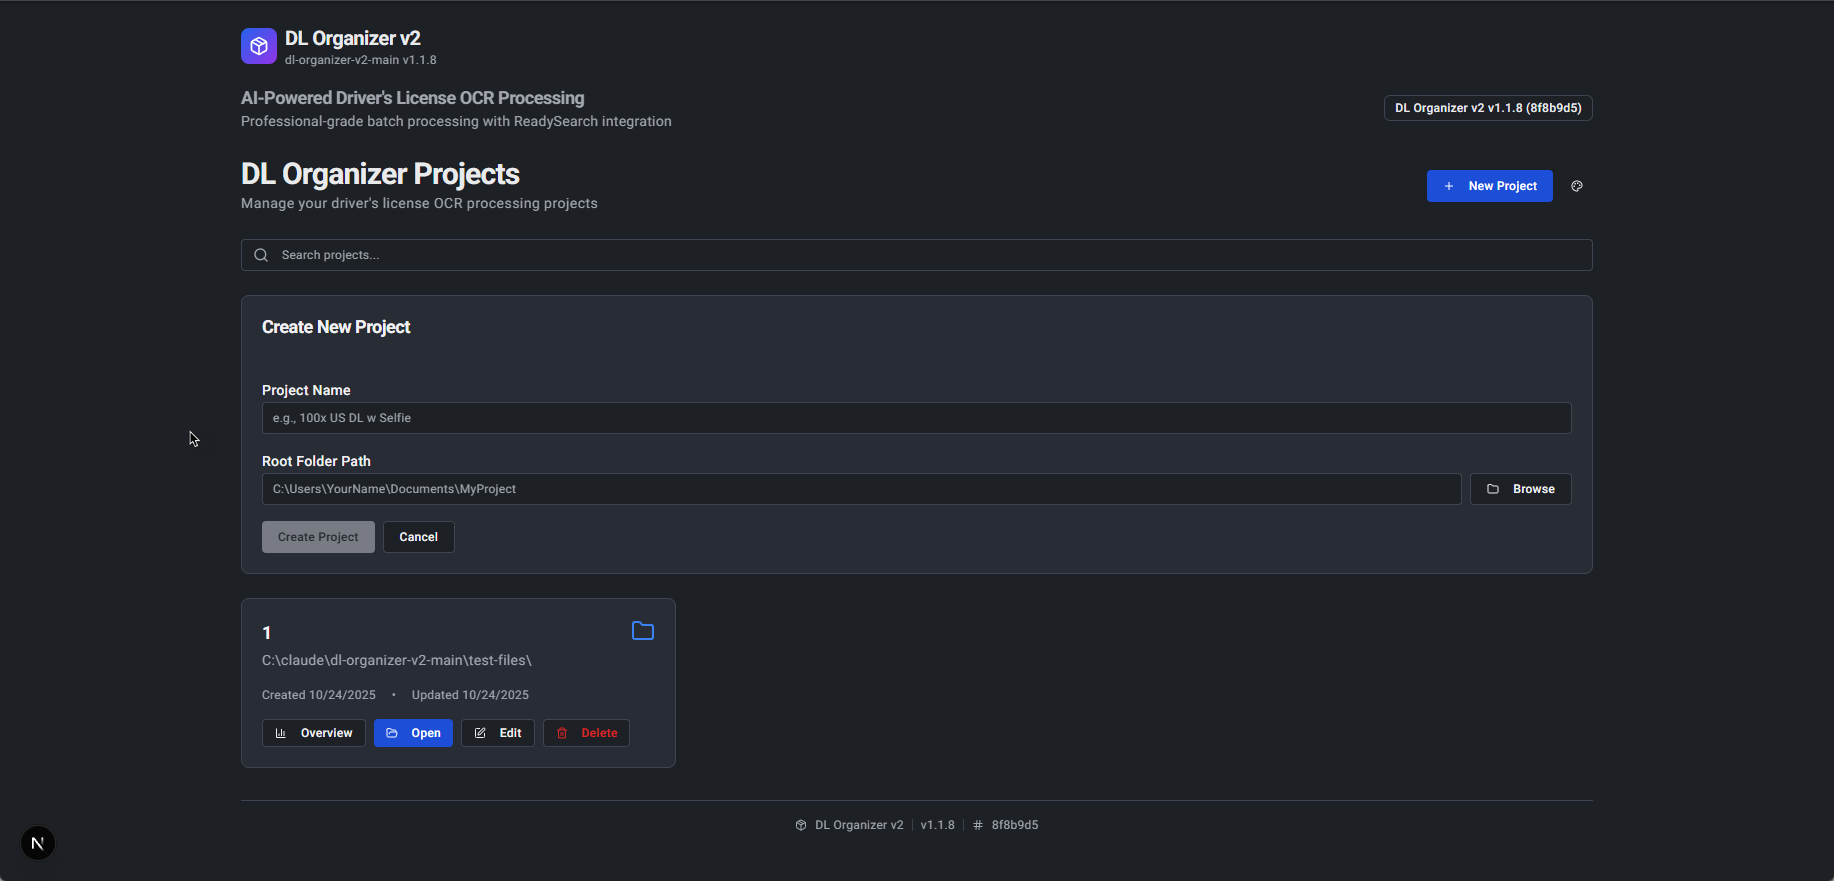 DL Organizer v2
dl-organizer-v2-main v1.1.8
AI-Powered Driver's License OCR Processing
Professional-grade batch processing with ReadySearch integration
DL Organizer v2 v1.1.8 (8f8b9d5)
DL Organizer Projects
Manage your driver's license OCR processing projects
+ New Project
Search projects...
Create New Project
Project Name
e.g., 100x US DL w Selfie
Root Folder Path
C:\Users\YourName\Documents\MyProject
Browse
Create Project Cancel
1
C:\claude\dl-organizer-v2-main\test-files\
Created 10/24/2025 • Updated 10/24/2025
Overview Open Edit Delete
DL Organizer v2 | v1.1.8 | # 8f8b9d5
N